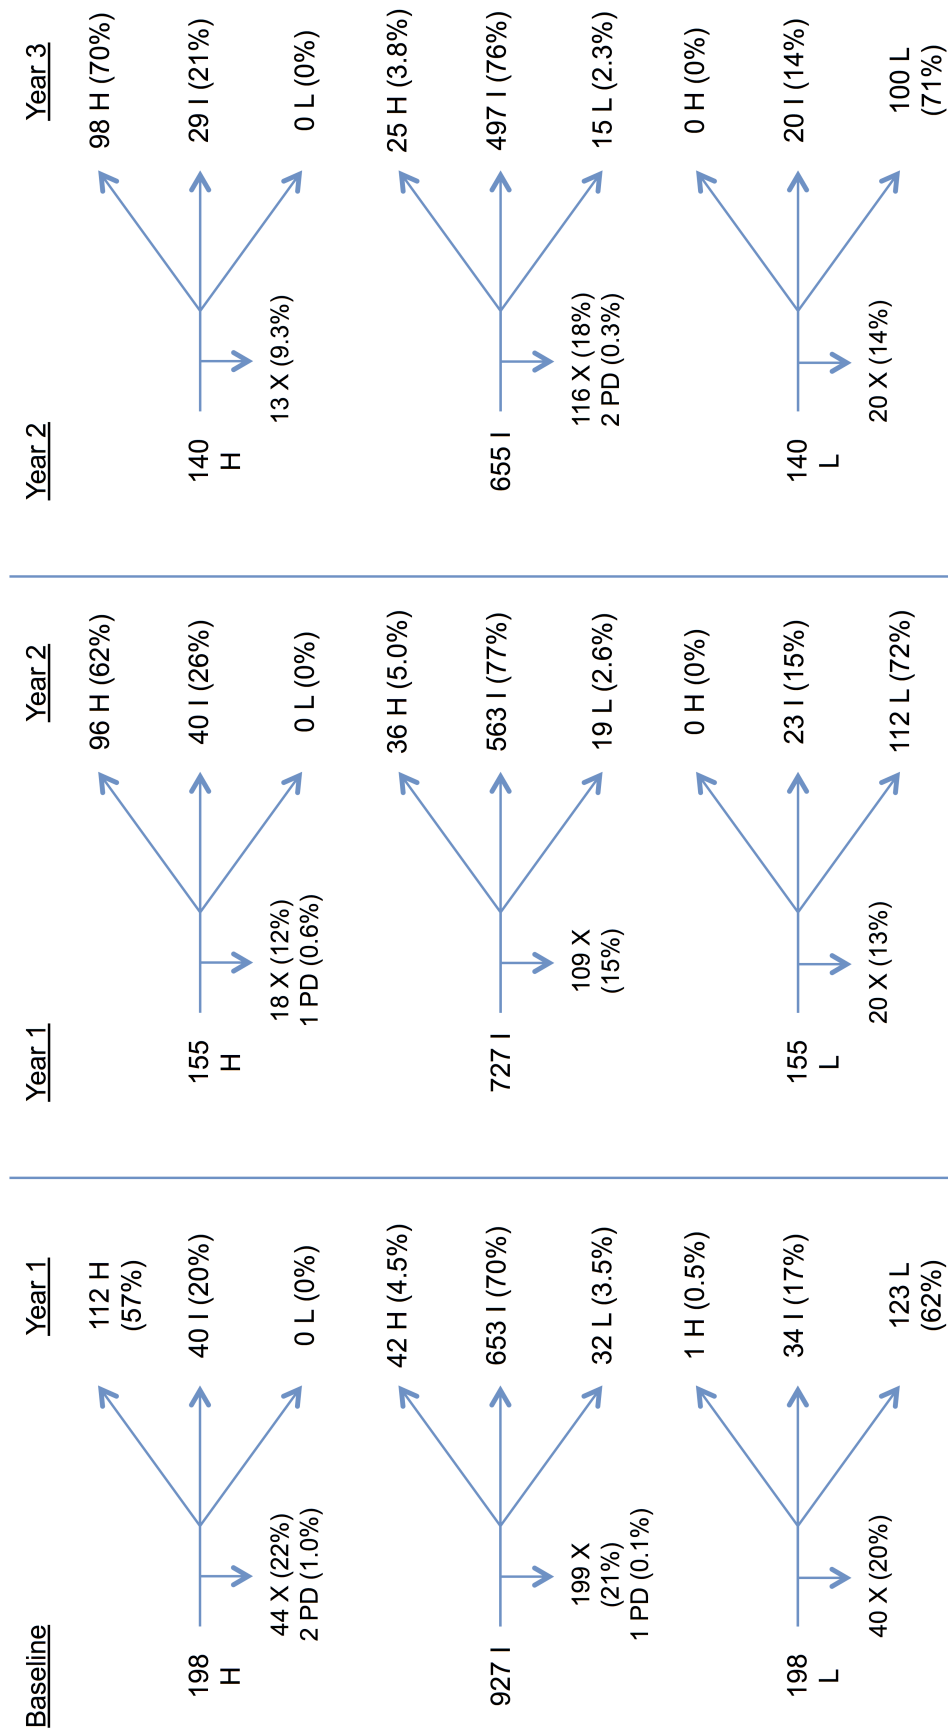 Baseline
Year 1
198
H
44 X (22%)
2 PD (1.0%)
112 H
(57%)
40 I (20%)
0 L (0%)
927 I
199 X
(21%)
1 PD (0.1%)
42 H (4.5%)
653 I (70%)
32 L (3.5%)
198
L
40 X (20%)
1 H (0.5%)
34 I (17%)
123 L
(62%)
Year 1
Year 2
155
H
18 X (12%)
1 PD (0.6%)
96 H (62%)
40 I (26%)
0 L (0%)
727 I
109 X
(15%)
36 H (5.0%)
563 I (77%)
19 L (2.6%)
155
L
20 X (13%)
0 H (0%)
23 I (15%)
112 L (72%)
Year 2
Year 3
140
H
13 X (9.3%)
98 H (70%)
29 I (21%)
0 L (0%)
655 I
116 X (18%)
2 PD (0.3%)
25 H (3.8%)
497 I (76%)
15 L (2.3%)
140
L
20 X (14%)
0 H (0%)
20 I (14%)
100 L
(71%)